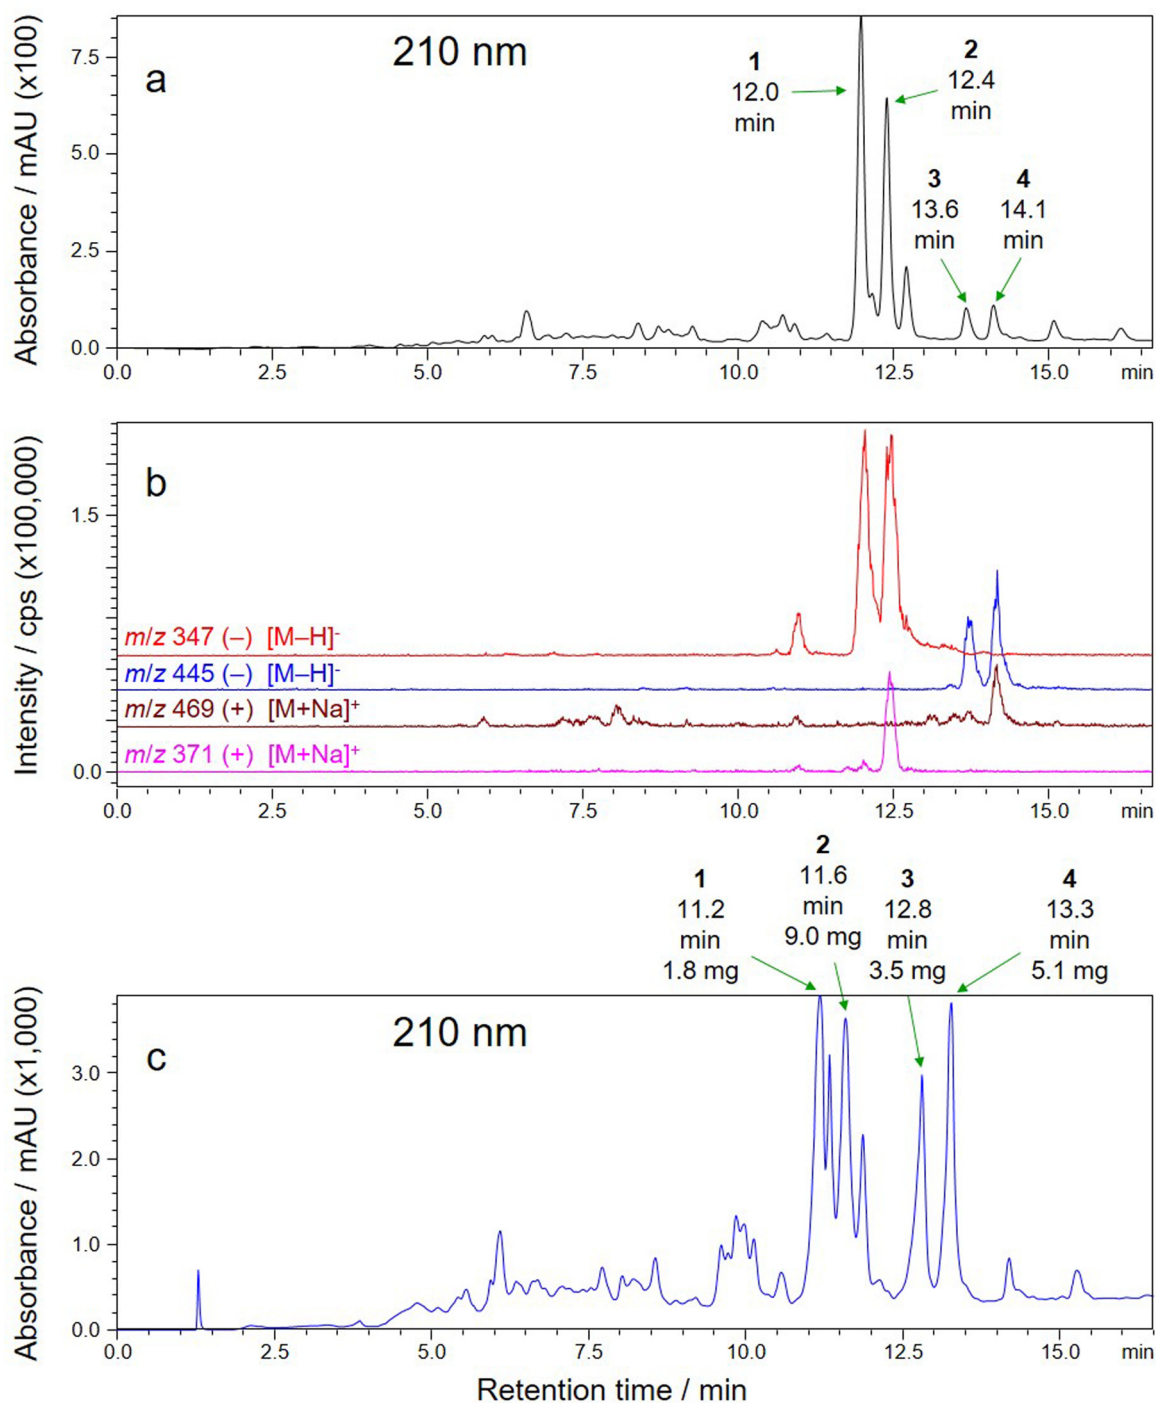 Absorbance / mAU (x100)
7.5
5.0
2.5
0.0
a
210 nm
1
12.0
min
2
12.4
min
3
13.6
min
4
14.1
min
0.0 2.5 5.0 7.5 10.0 12.5 15.0 min
Intensity / cps (x100,000)
1.5
0.0
b
m/z 347 (–) [M–H]-
m/z 445 (–) [M–H]-
m/z 469 (+) [M+Na]+
m/z 371 (+) [M+Na]+
0.0 2.5 5.0 7.5 10.0 12.5 15.0 min
1
11.2
min
1.8 mg
2
11.6
min
9.0 mg
3
12.8
min
3.5 mg
4
13.3
min
5.1 mg
Absorbance / mAU (x1,000)
3.0
2.0
1.0
0.0
c
210 nm
0.0 2.5 5.0 7.5 10.0 12.5 15.0 min
Retention time / min